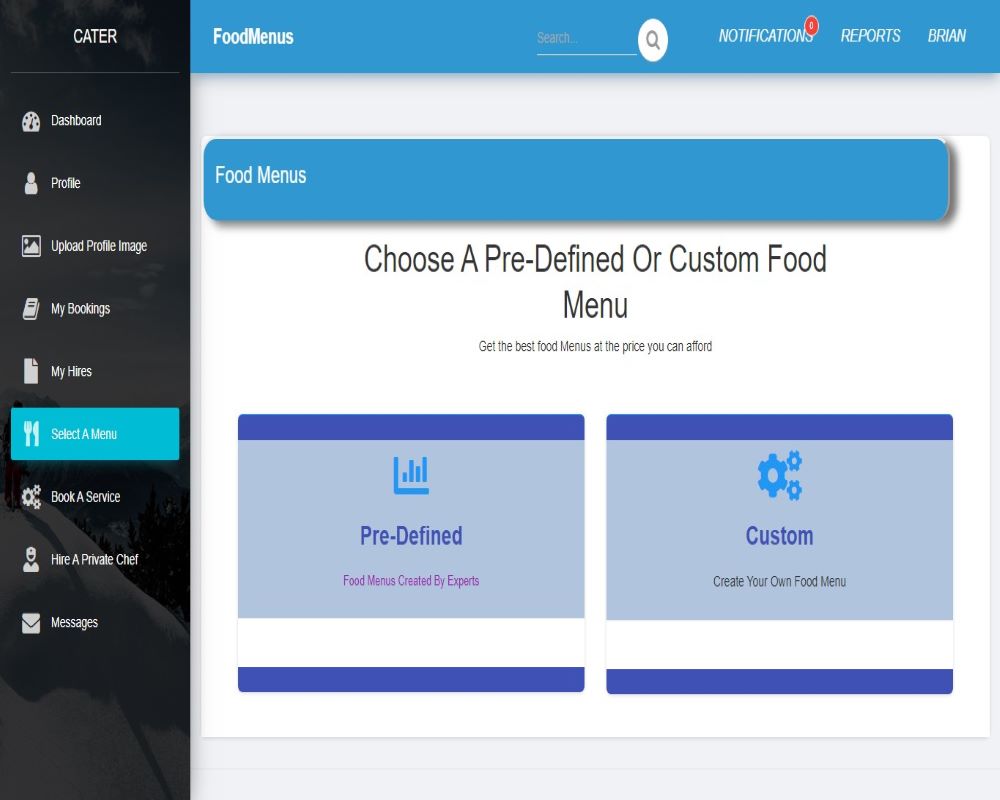 CATER
FoodMenus
Search...
NOTIFICATIONS
0
REPORTS
BRIAN
Dashboard
Profile
Upload Profile Image
My Bookings
My Hires
Select A Menu
Book A Service
Hire A Private Chef
Messages
Food Menus
Choose A Pre-Defined Or Custom Food
Menu
Get the best food Menus at the price you can afford
Pre-Defined
Food Menus Created By Experts
Custom
Create Your Own Food Menu